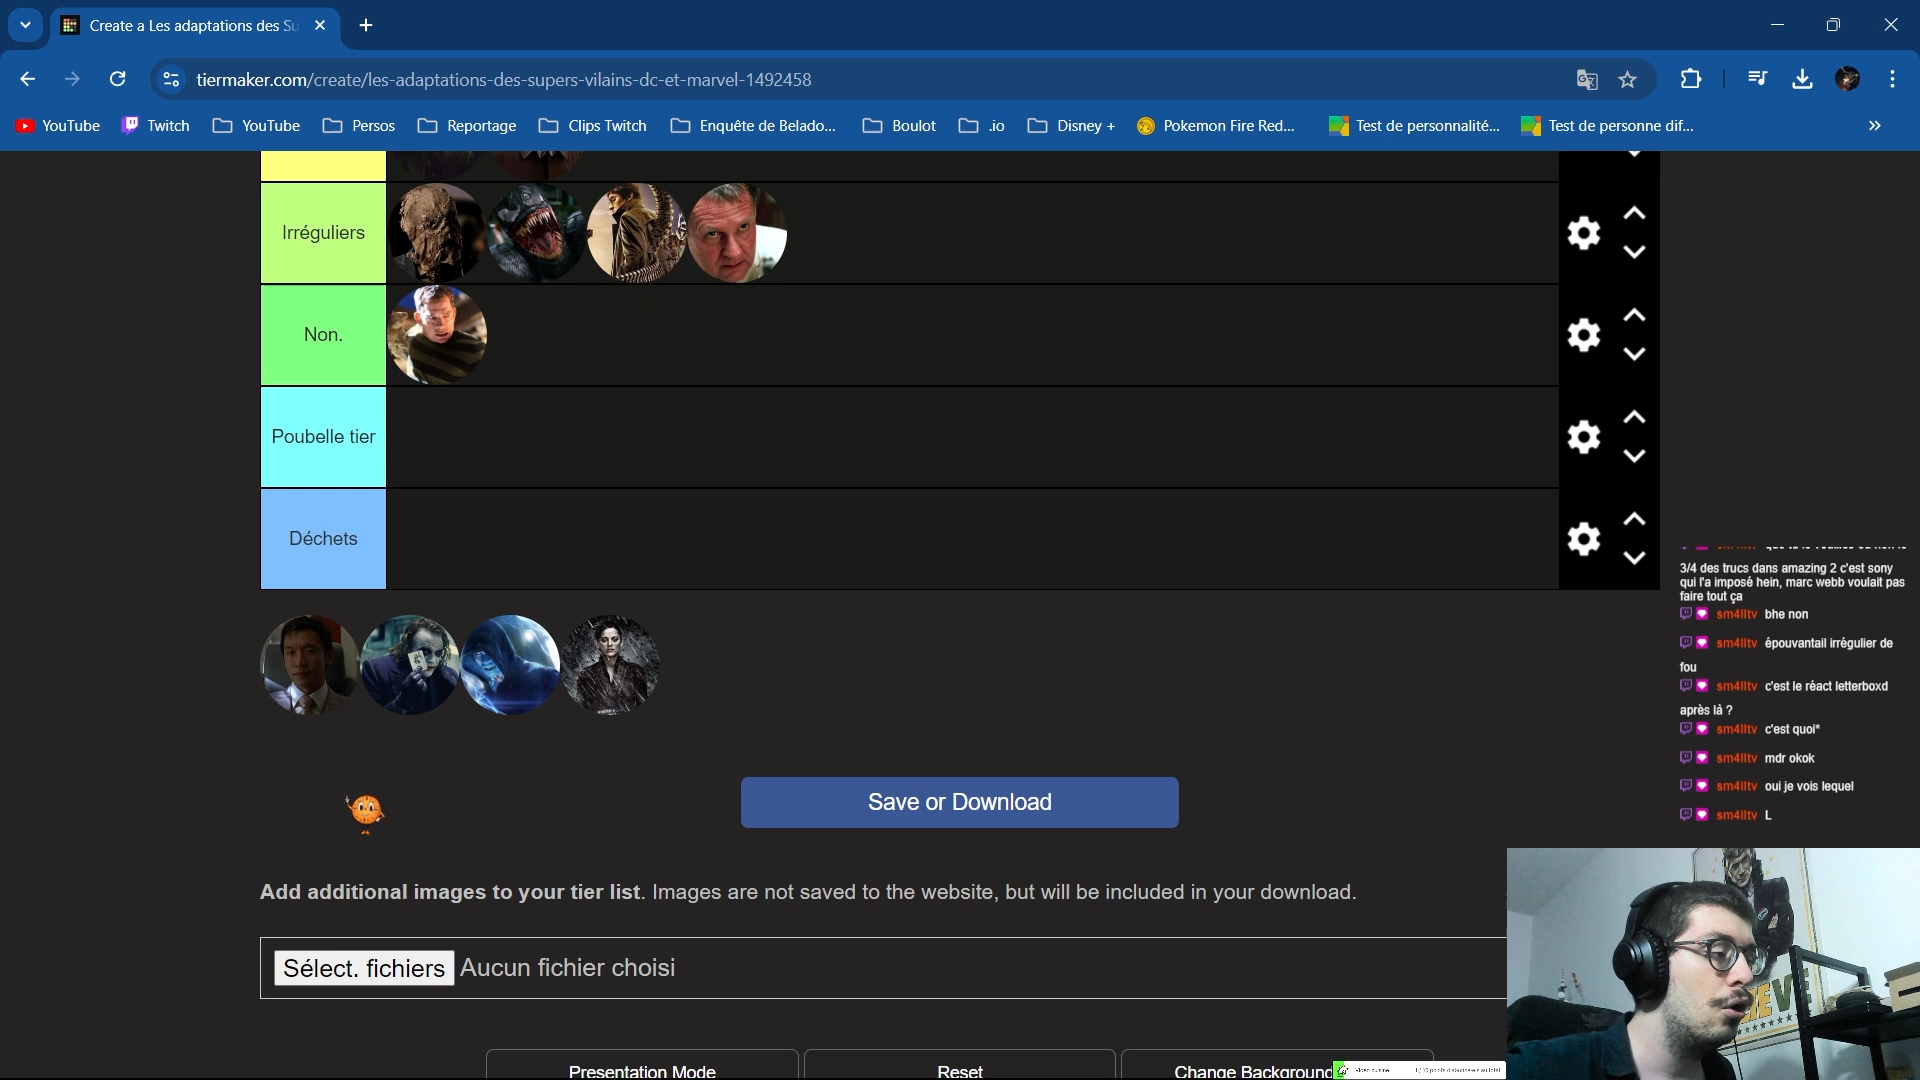 Create a Les adaptations des Su
tiermaker.com/create/les-adaptations-des-supers-vilains-dc-et-marvel-1492458
YouTube
Twitch
YouTube
Persos
Reportage
Clips Twitch
Enquête de Belado...
Boulot
.io
Disney +
Pokemon Fire Red...
Test de personnalité...
Test de personne dif...
Irréguliers
Non.
Poubelle tier
Déchets
3/4 des trucs dans amazing 2 c'est sony
qui l'a imposé hein, marc webb voulait pas
faire tout ça
sm4lltv bhe non
sm4lltv épouvantail irrégulier de
fou
sm4lltv c'est le réact letterboxd
après là ?
sm4lltv c'est quoi*
sm4lltv mdr okok
sm4lltv oui je vois lequel
sm4lltv L
Save or Download
Add additional images to your tier list. Images are not saved to the website, but will be included in your download.
Sélect. fichiers Aucun fichier choisi
Presentation Mode
Reset
Change Background